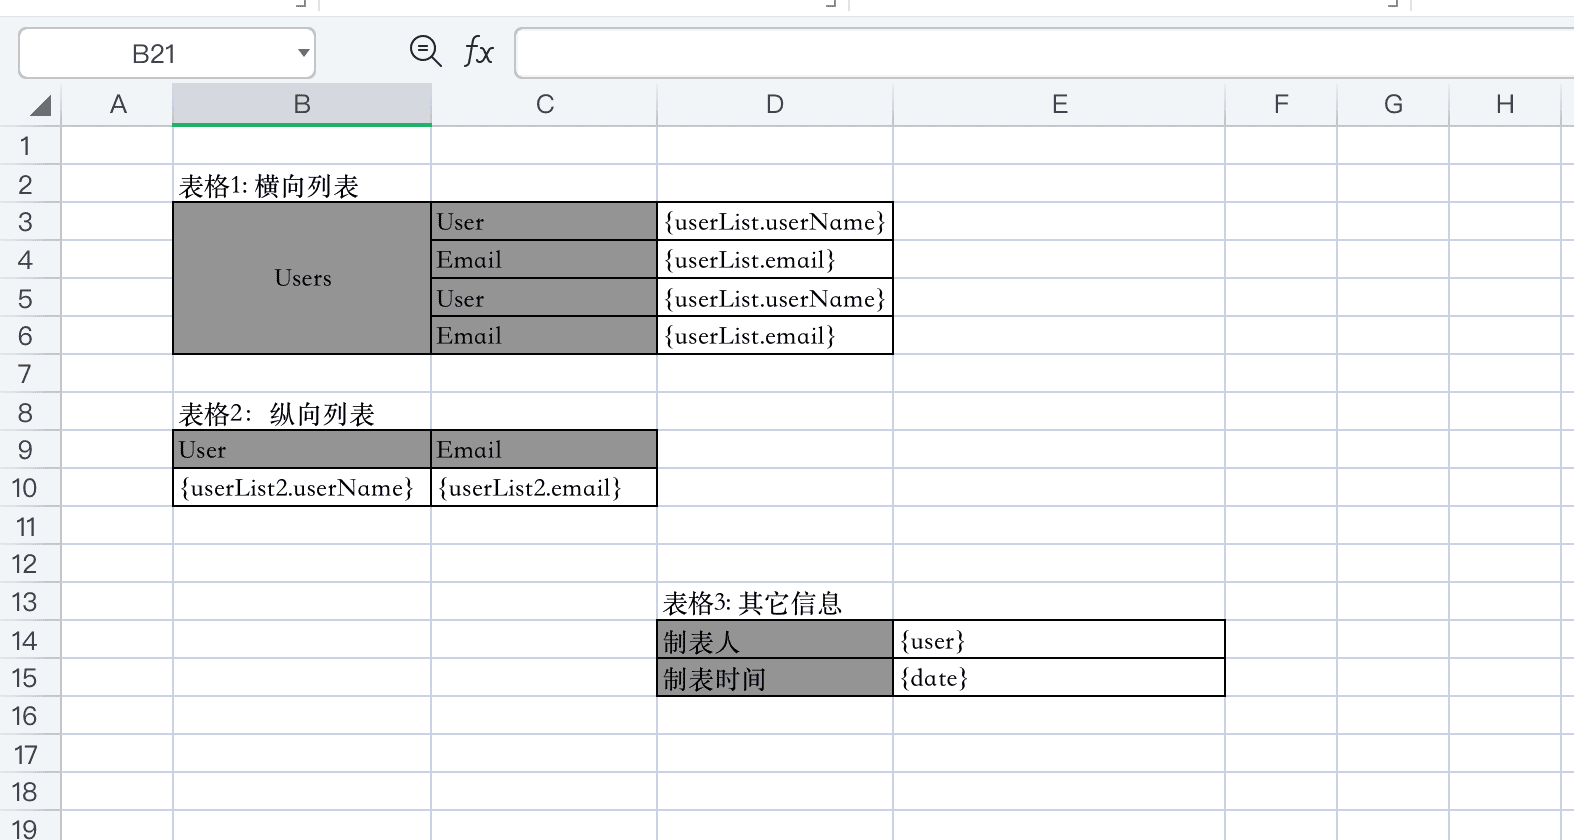 B21
fx
A B C D E F G H
1
2 表格1: 横向列表
3 User {userList.userName}
4 Email {userList.email}
Users
5 User {userList.userName}
6 Email {userList.email}
7
8 表格2： 纵向列表
9 User Email
10 {userList2.userName} {userList2.email}
11
12
13 表格3: 其它信息
14 制表人 {user}
15 制表时间 {date}
16
17
18
19